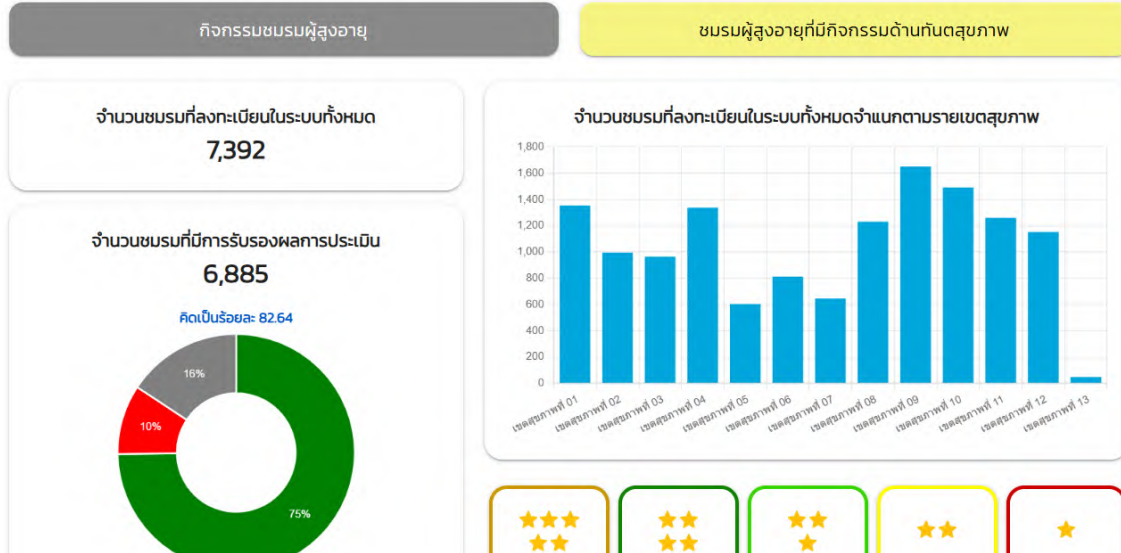 กิจกรรมชมรมผู้สูงอายุ
ชมรมผู้สูงอายุที่มีกิจกรรมด้านทันตสุขภาพ
จำนวนชมรมที่ลงทะเบียนในระบบทั้งหมด
7,392
จำนวนชมรมที่มีการรับรองผลการประเมิน
6,885
คิดเป็นร้อยละ 82.64
16%
10%
75%
จำนวนชมรมที่ลงทะเบียนในระบบทั้งหมดจำแนกตามรายเขตสุขภาพ
1,800
1,600
1,400
1,200
1,000
800
600
400
200
0
เขตสุขภาพที่ 01
เขตสุขภาพที่ 02
เขตสุขภาพที่ 03
เขตสุขภาพที่ 04
เขตสุขภาพที่ 05
เขตสุขภาพที่ 06
เขตสุขภาพที่ 07
เขตสุขภาพที่ 08
เขตสุขภาพที่ 09
เขตสุขภาพที่ 10
เขตสุขภาพที่ 11
เขตสุขภาพที่ 12
เขตสุขภาพที่ 13